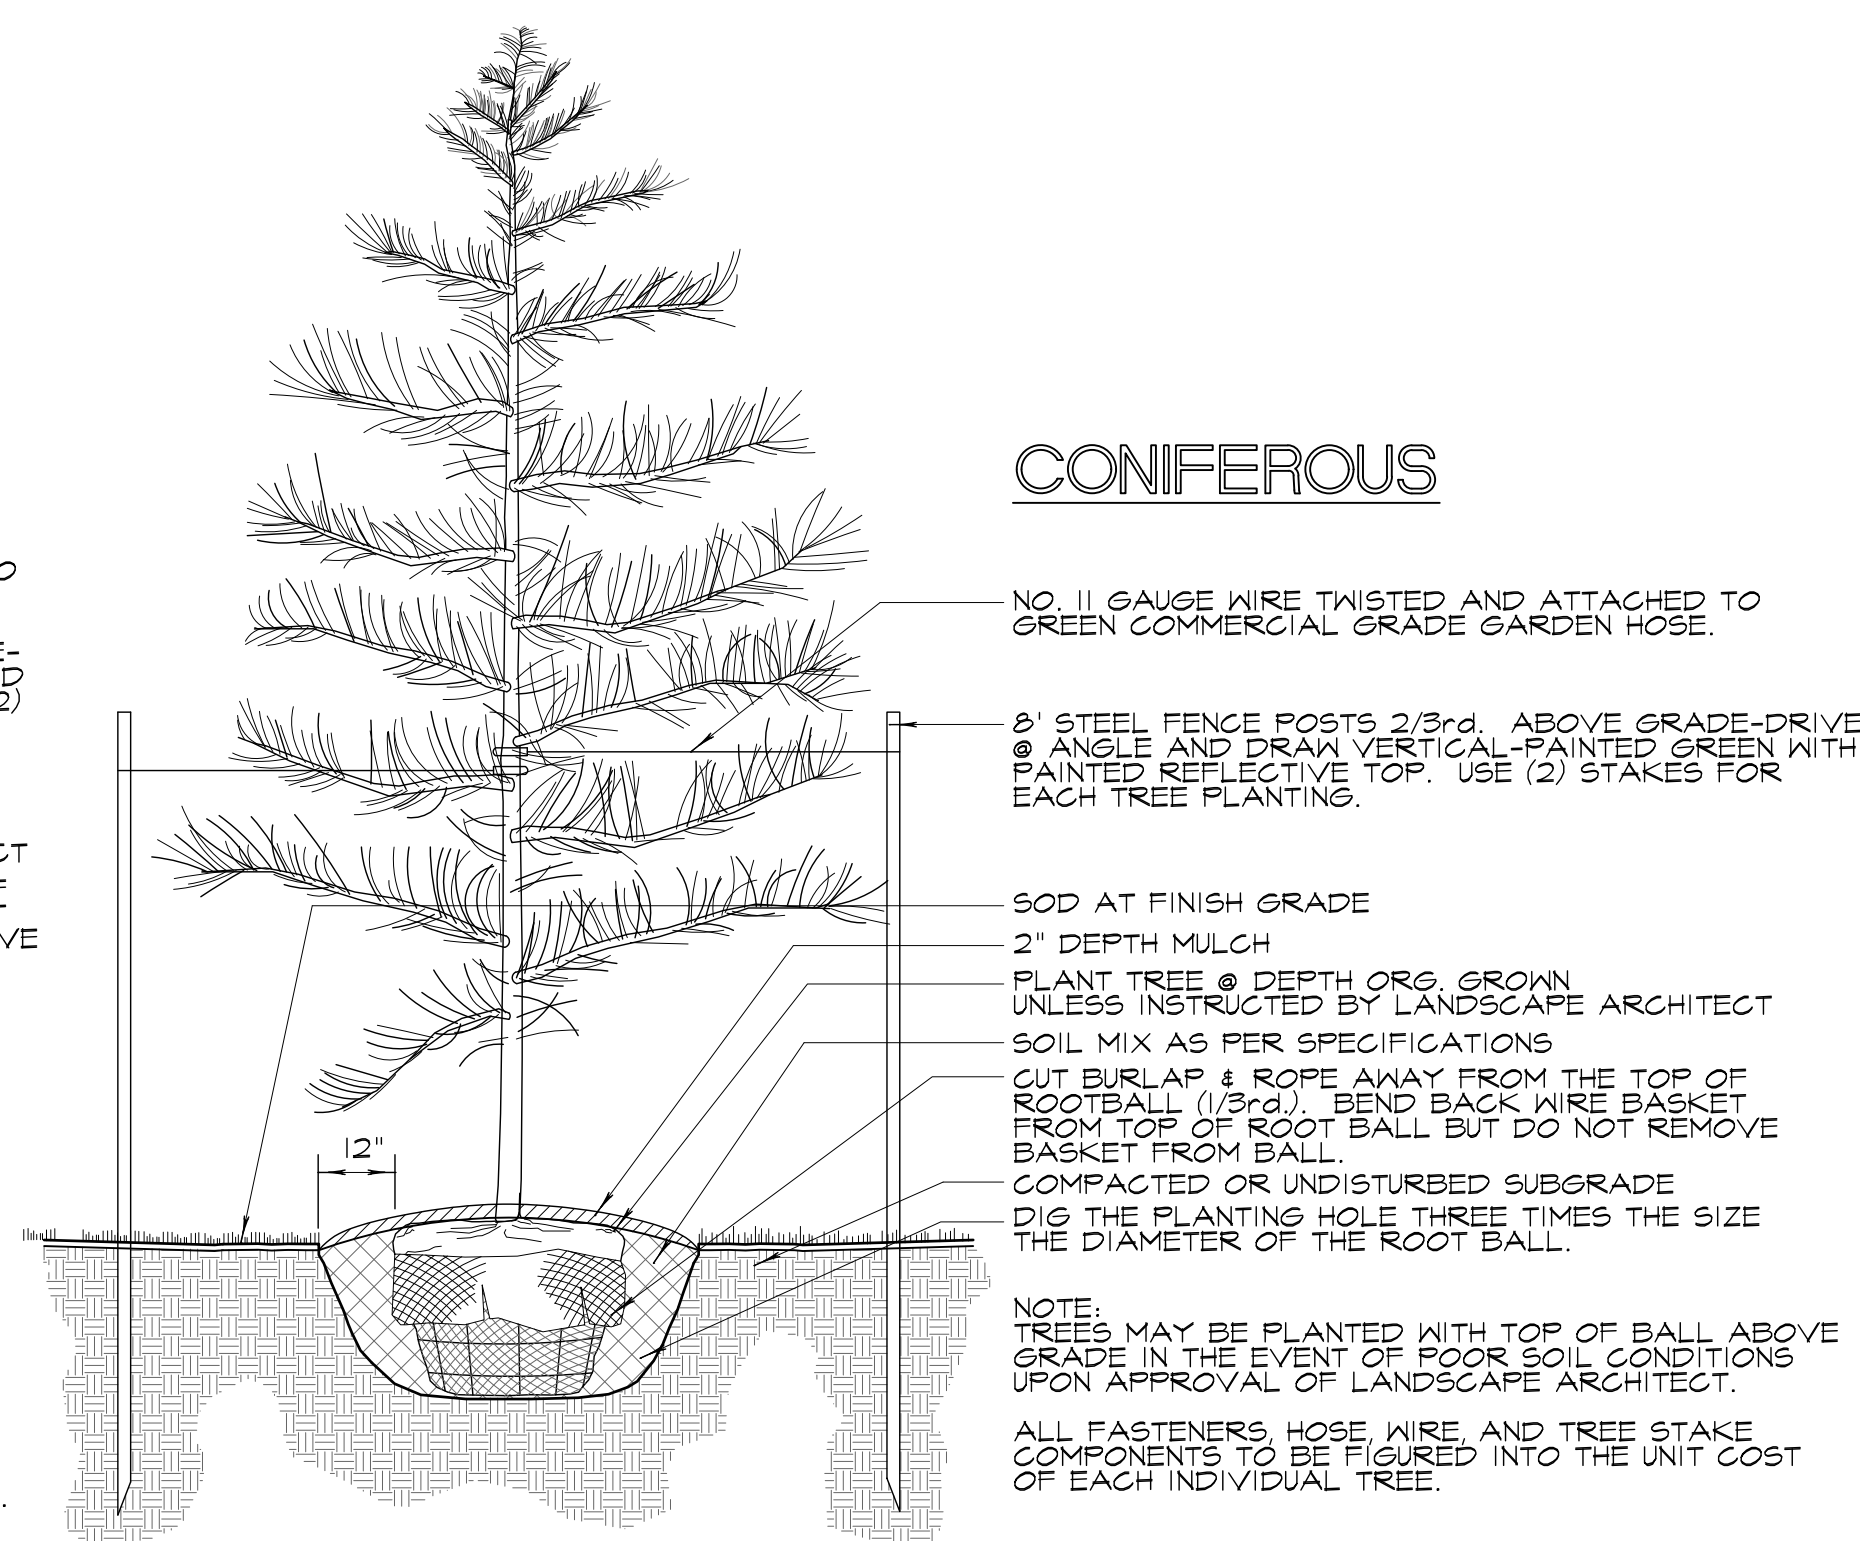 CONIFEROUS
NO. 11 GAUGE WIRE TWISTED AND ATTACHED TO
GREEN COMMERCIAL GRADE GARDEN HOSE.
8' STEEL FENCE POSTS 2/3rd. ABOVE GRADE-DRIVE
@ ANGLE AND DRAW VERTICAL-PAINTED GREEN WITH
PAINTED REFLECTIVE TOP. USE (2) STAKES FOR
EACH TREE PLANTING.
SOD AT FINISH GRADE
2" DEPTH MULCH
PLANT TREE @ DEPTH ORG. GROWN
UNLESS INSTRUCTED BY LANDSCAPE ARCHITECT
SOIL MIX AS PER SPECIFICATIONS
CUT BURLAP & ROPE AWAY FROM THE TOP OF
ROOTBALL (1/3rd.). BEND BACK WIRE BASKET
FROM TOP OF ROOT BALL BUT DO NOT REMOVE
BASKET FROM BALL.
12"
COMPACTED OR UNDISTURBED SUBGRADE
DIG THE PLANTING HOLE THREE TIMES THE SIZE
THE DIAMETER OF THE ROOT BALL.
NOTE:
TREES MAY BE PLANTED WITH TOP OF BALL ABOVE
GRADE IN THE EVENT OF POOR SOIL CONDITIONS
UPON APPROVAL OF LANDSCAPE ARCHITECT.
ALL FASTENERS, HOSE, WIRE, AND TREE STAKE
COMPONENTS TO BE FIGURED INTO THE UNIT COST
OF EACH INDIVIDUAL TREE.